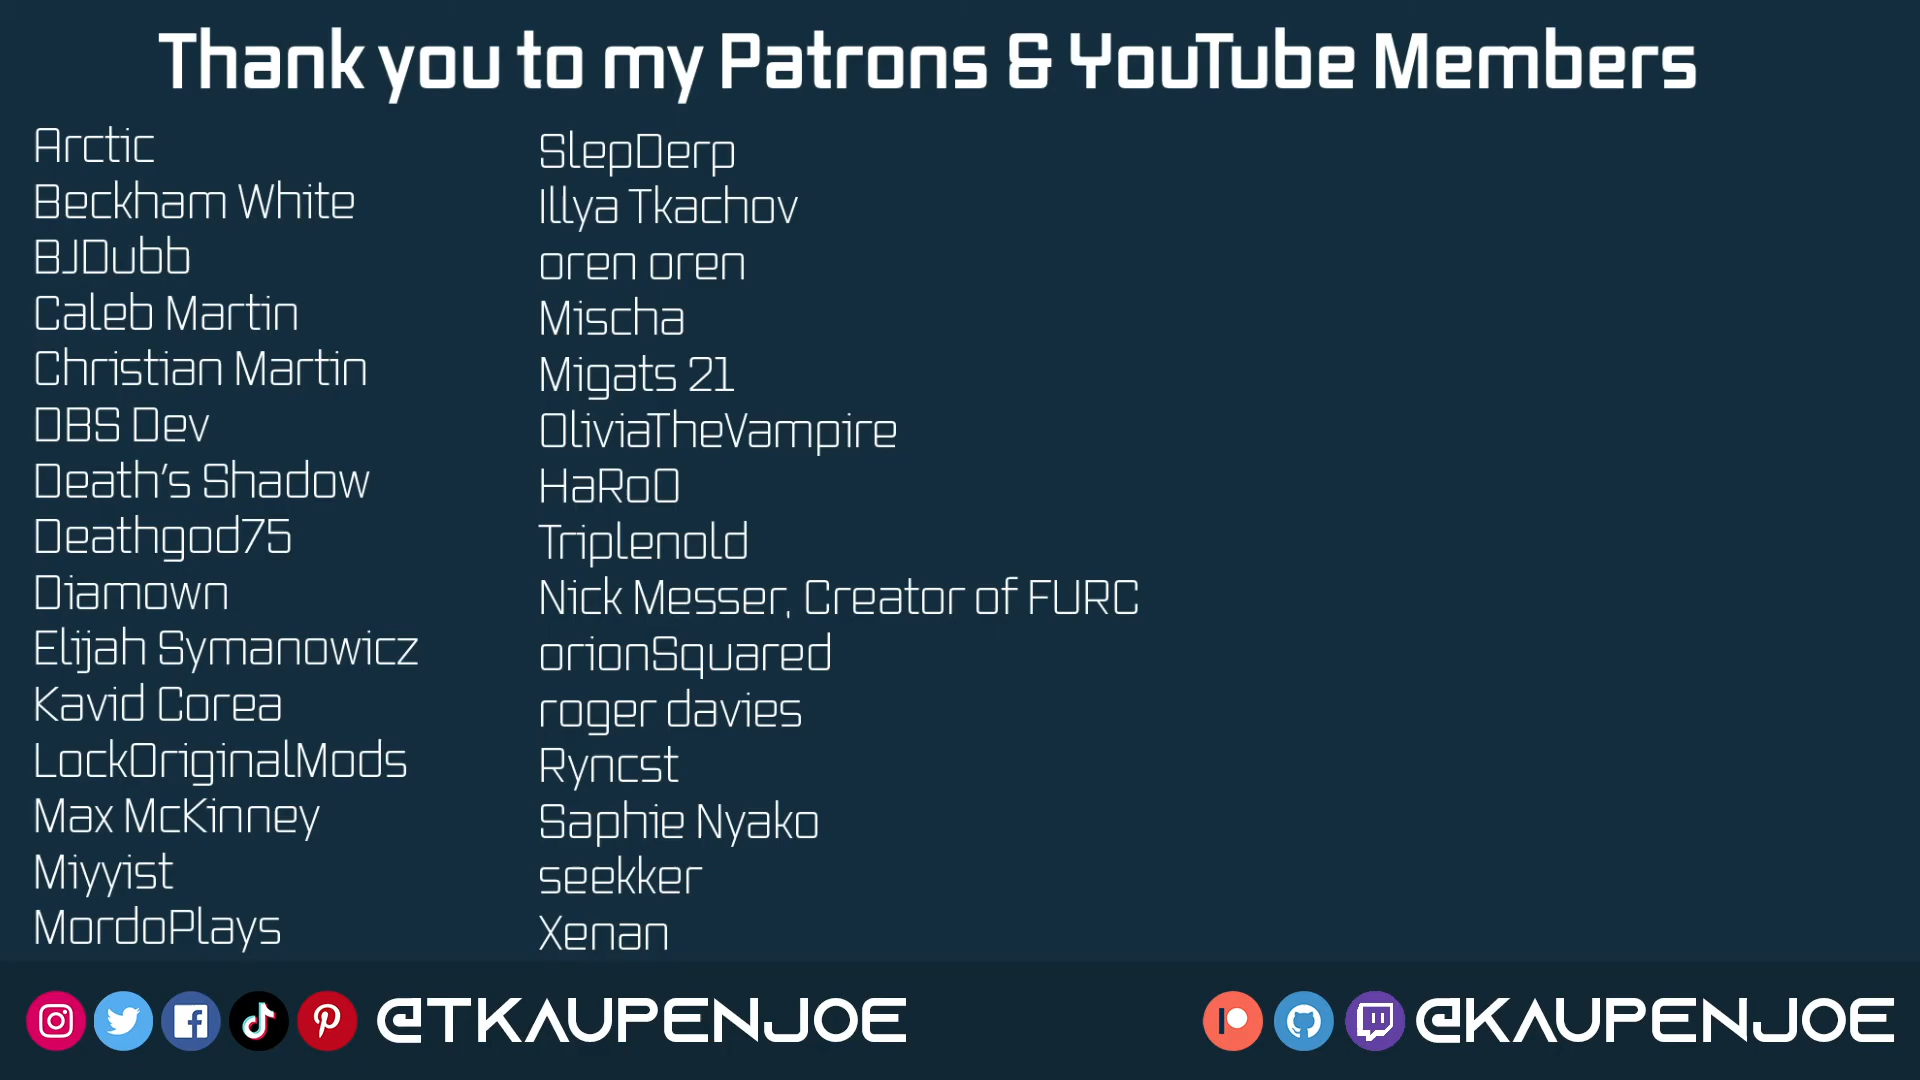 Thank you to my Patrons & YouTube Members
Arctic
Beckham White
BJDubb
Caleb Martin
Christian Martin
DBS Dev
Death's Shadow
Deathgod75
Diamown
Elijah Symanowicz
Kavid Corea
LockOriginalMods
Max McKinney
Miyyist
MordoPlays
SlepDerp
Illya Tkachov
oren oren
Mischa
Migats 21
OliviaTheVampire
HaRoO
Triplenold
Nick Messer, Creator of FURC
orionSquared
roger davies
Ryncst
Saphie Nyako
seekker
Xenan
@TKAUPENJOE
@KAUPENJOE